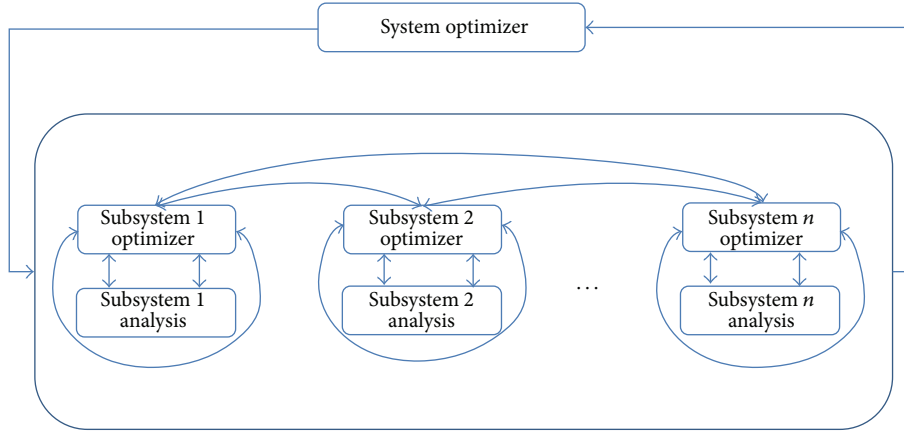 System optimizer
Subsystem 1
optimizer
Subsystem 2
optimizer
Subsystem n
optimizer
Subsystem 1
analysis
Subsystem 2
analysis
...
Subsystem n
analysis